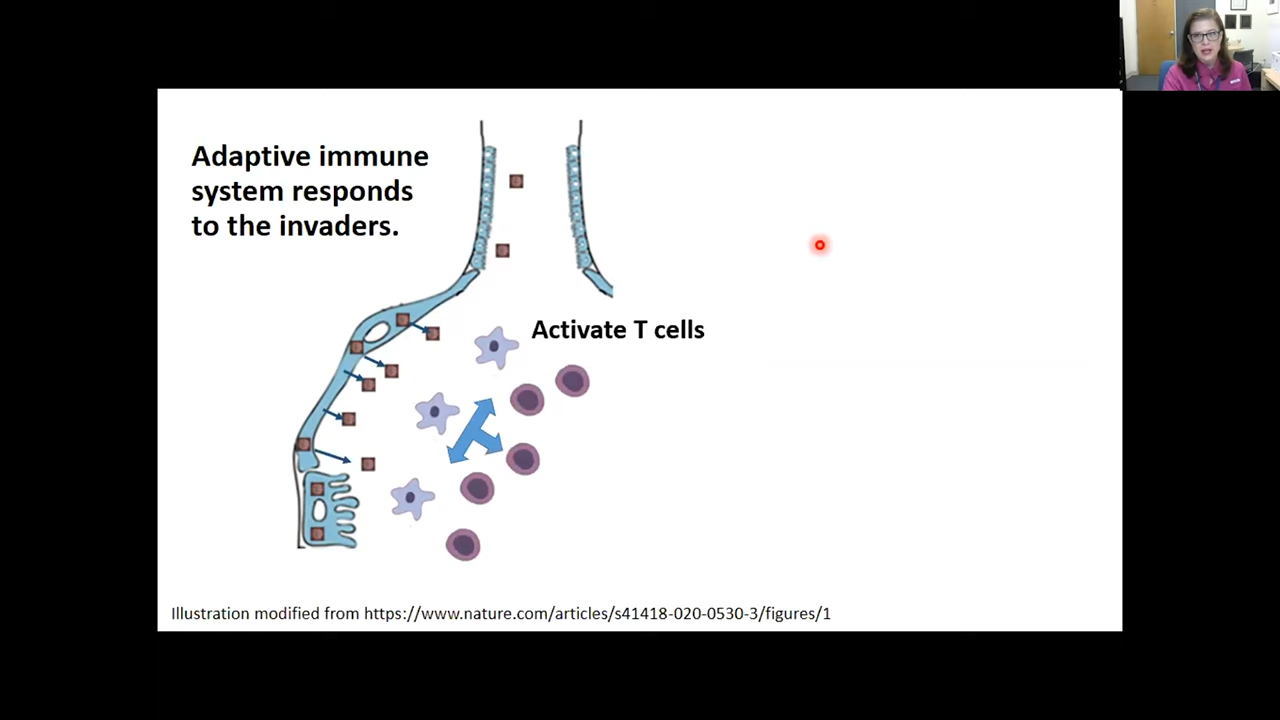 Adaptive immune
system responds
to the invaders.
Activate T cells
Illustration modified from https://www.nature.com/articles/s41418-020-0530-3/figures/1